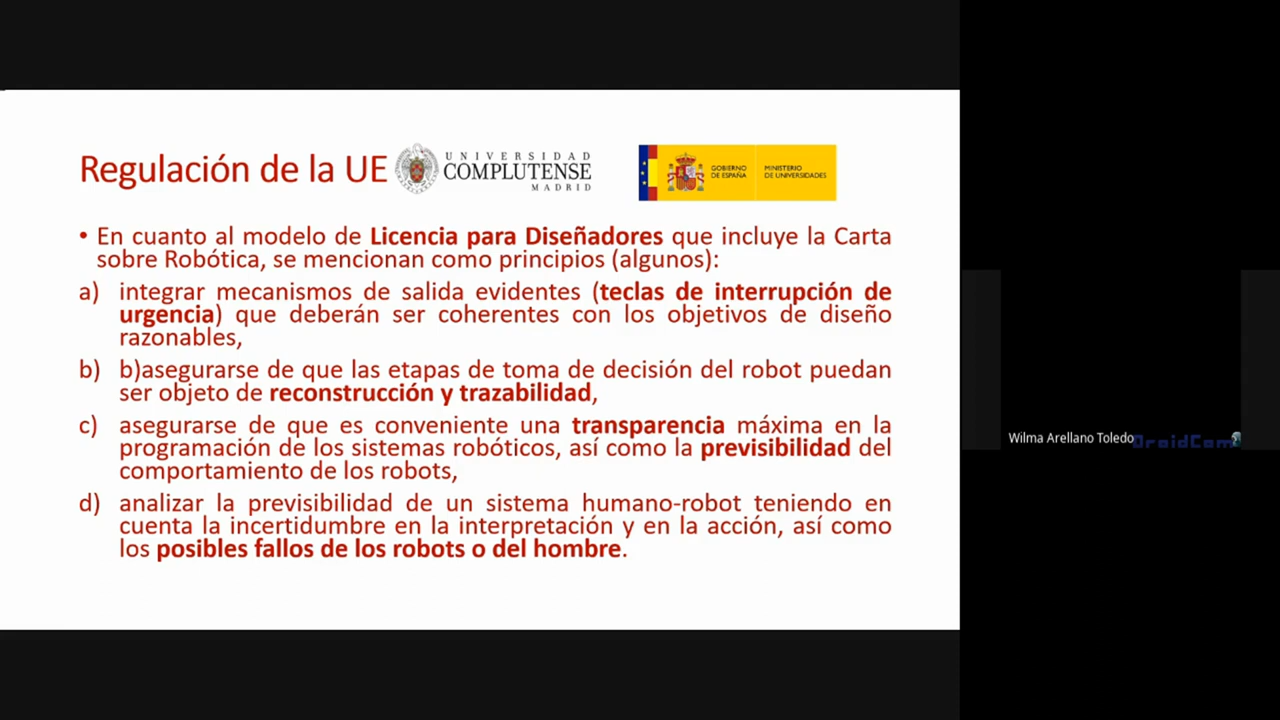 Regulación de la UE
UNIVERSIDAD
COMPLUTENSE
MADRID
GOBIERNO
DE ESPAÑA
MINISTERIO
DE UNIVERSIDADES
• En cuanto al modelo de Licencia para Diseñadores que incluye la Carta
sobre Robótica, se mencionan como principios (algunos):
a) integrar mecanismos de salida evidentes (teclas de interrupción de
urgencia) que deberán ser coherentes con los objetivos de diseño
razonables,
b) b)asegurarse de que las etapas de toma de decisión del robot puedan
ser objeto de reconstrucción y trazabilidad,
c) asegurarse de que es conveniente una transparencia máxima en la
programación de los sistemas robóticos, así como la previsibilidad del
comportamiento de los robots,
d) analizar la previsibilidad de un sistema humano-robot teniendo en
cuenta la incertidumbre en la interpretación y en la acción, así como
los posibles fallos de los robots o del hombre.
Wilma Arellano Toledo
DroidCam